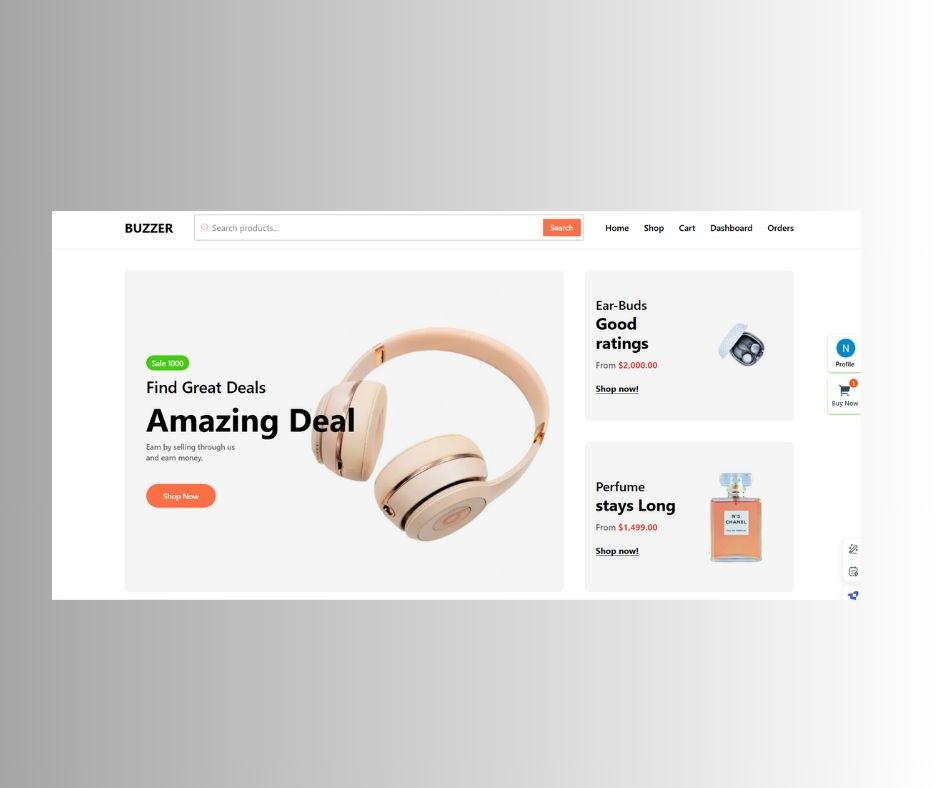 BUZZER
Search products...
Search
Home Shop Cart Dashboard Orders
Sale 1000
Find Great Deals
Amazing Deal
Earn by selling through us
and earn money.
Shop Now
Ear-Buds
Good
ratings
From $2,000.00
Shop now!
Perfume
stays Long
From $1,499.00
Shop now!
N°5
CHANEL
N
Profile
1
Buy Now